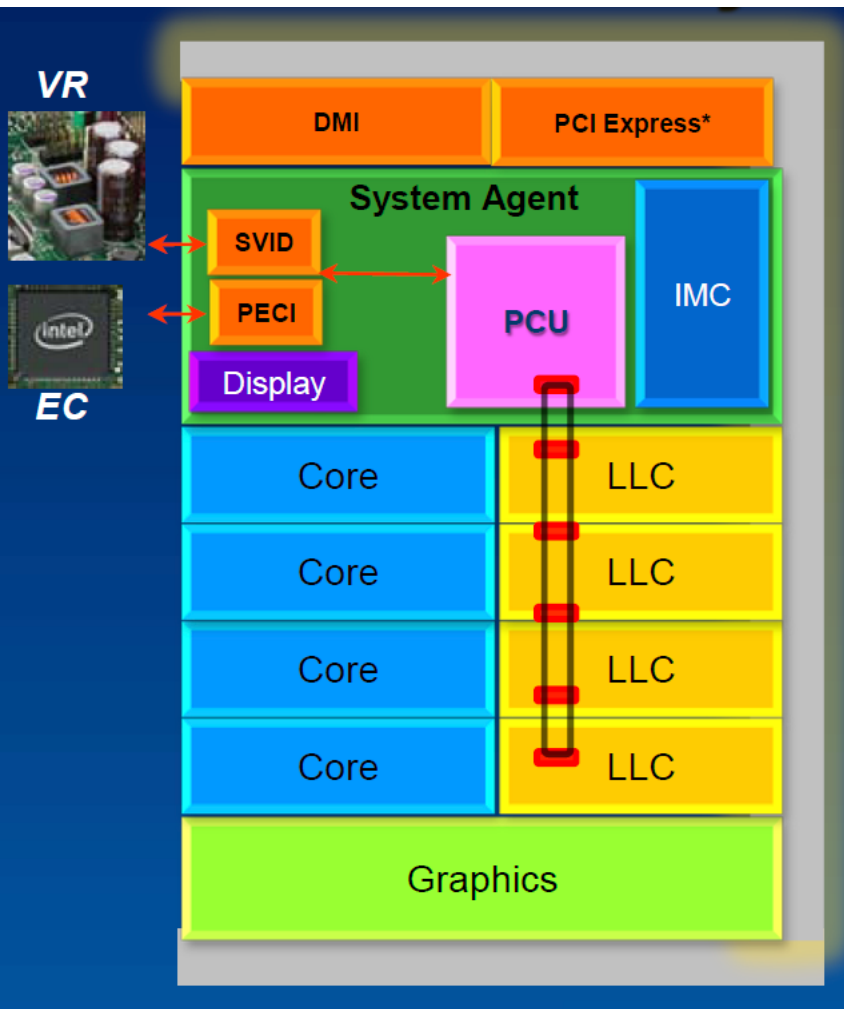 VR
DMI
PCI Express*
System Agent
SVID
PECI
PCU
IMC
Display
intel
EC
Core
LLC
Core
LLC
Core
LLC
Core
LLC
Graphics